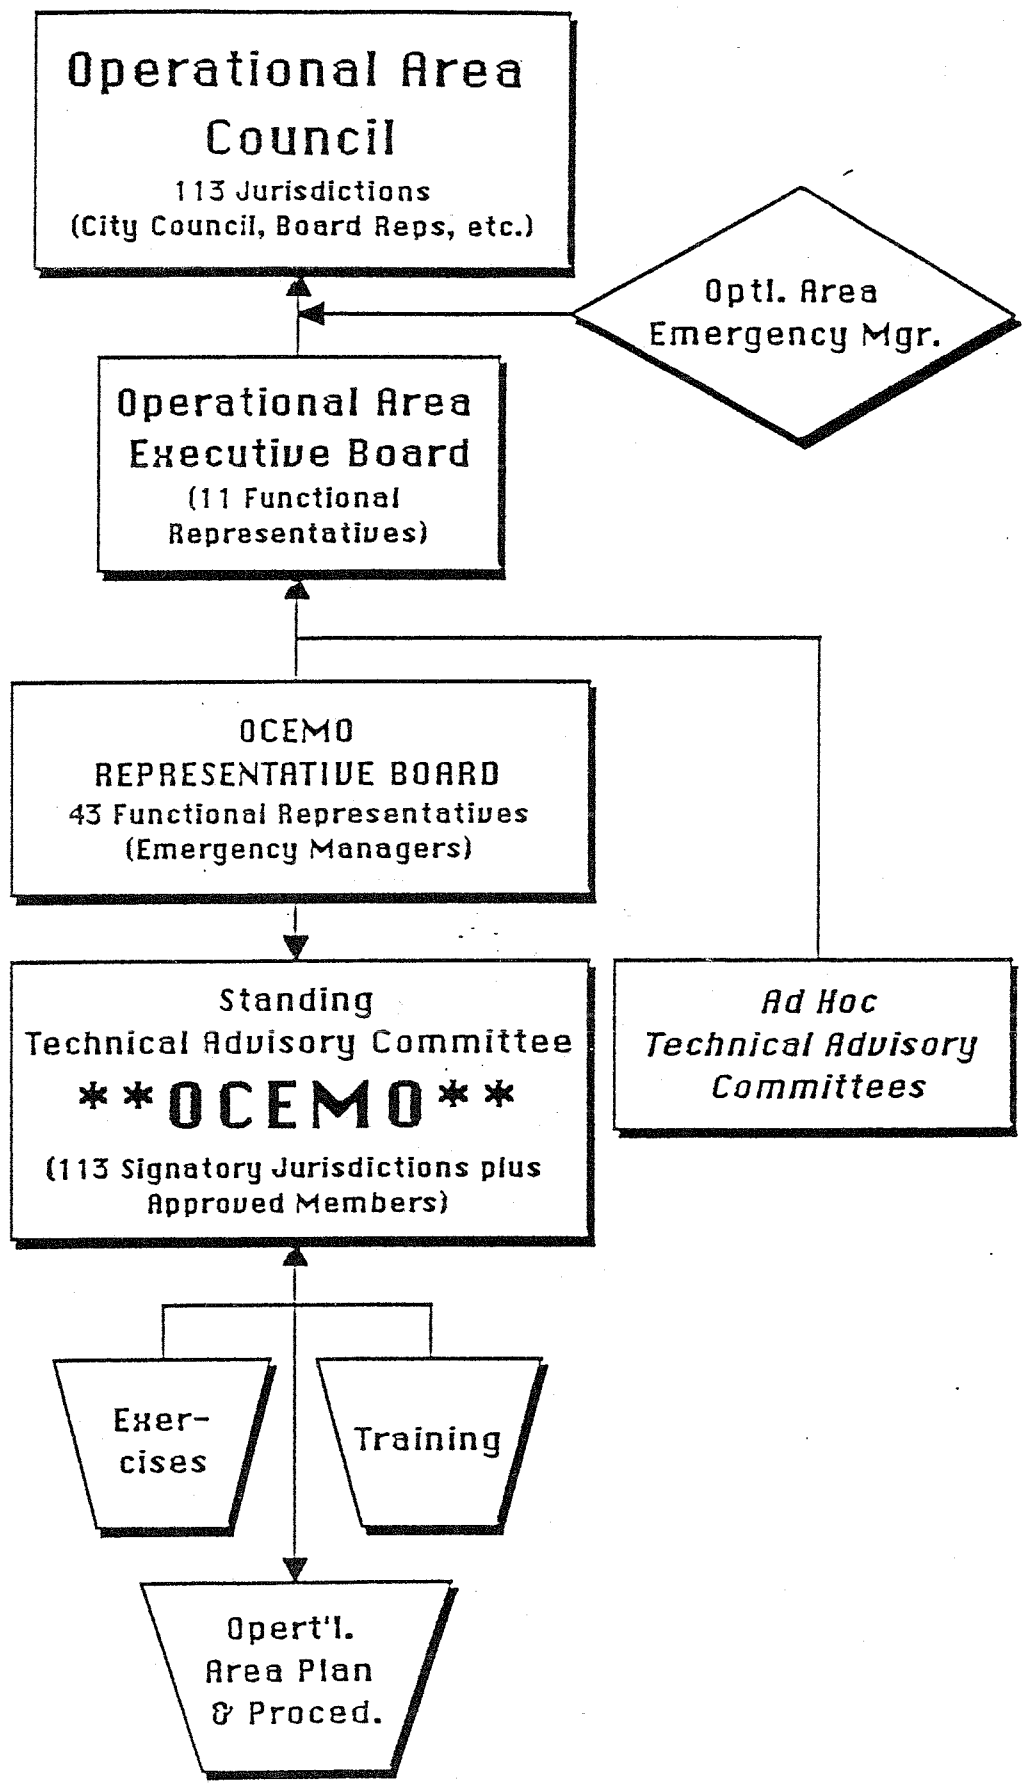 Operational Area
Council
113 Jurisdictions
(City Council, Board Reps, etc.)
Optl. Area
Emergency Mgr.
Operational Area
Executive Board
(11 Functional
Representatives)
OCEMO
REPRESENTATIVE BOARD
43 Functional Representatives
(Emergency Managers)
Standing
Technical Advisory Committee
**OCEMO**
(113 Signatory Jurisdictions plus
Approved Members)
Ad Hoc
Technical Advisory
Committees
Exer-
cises
Training
Opert'l.
Area Plan
& Proced.